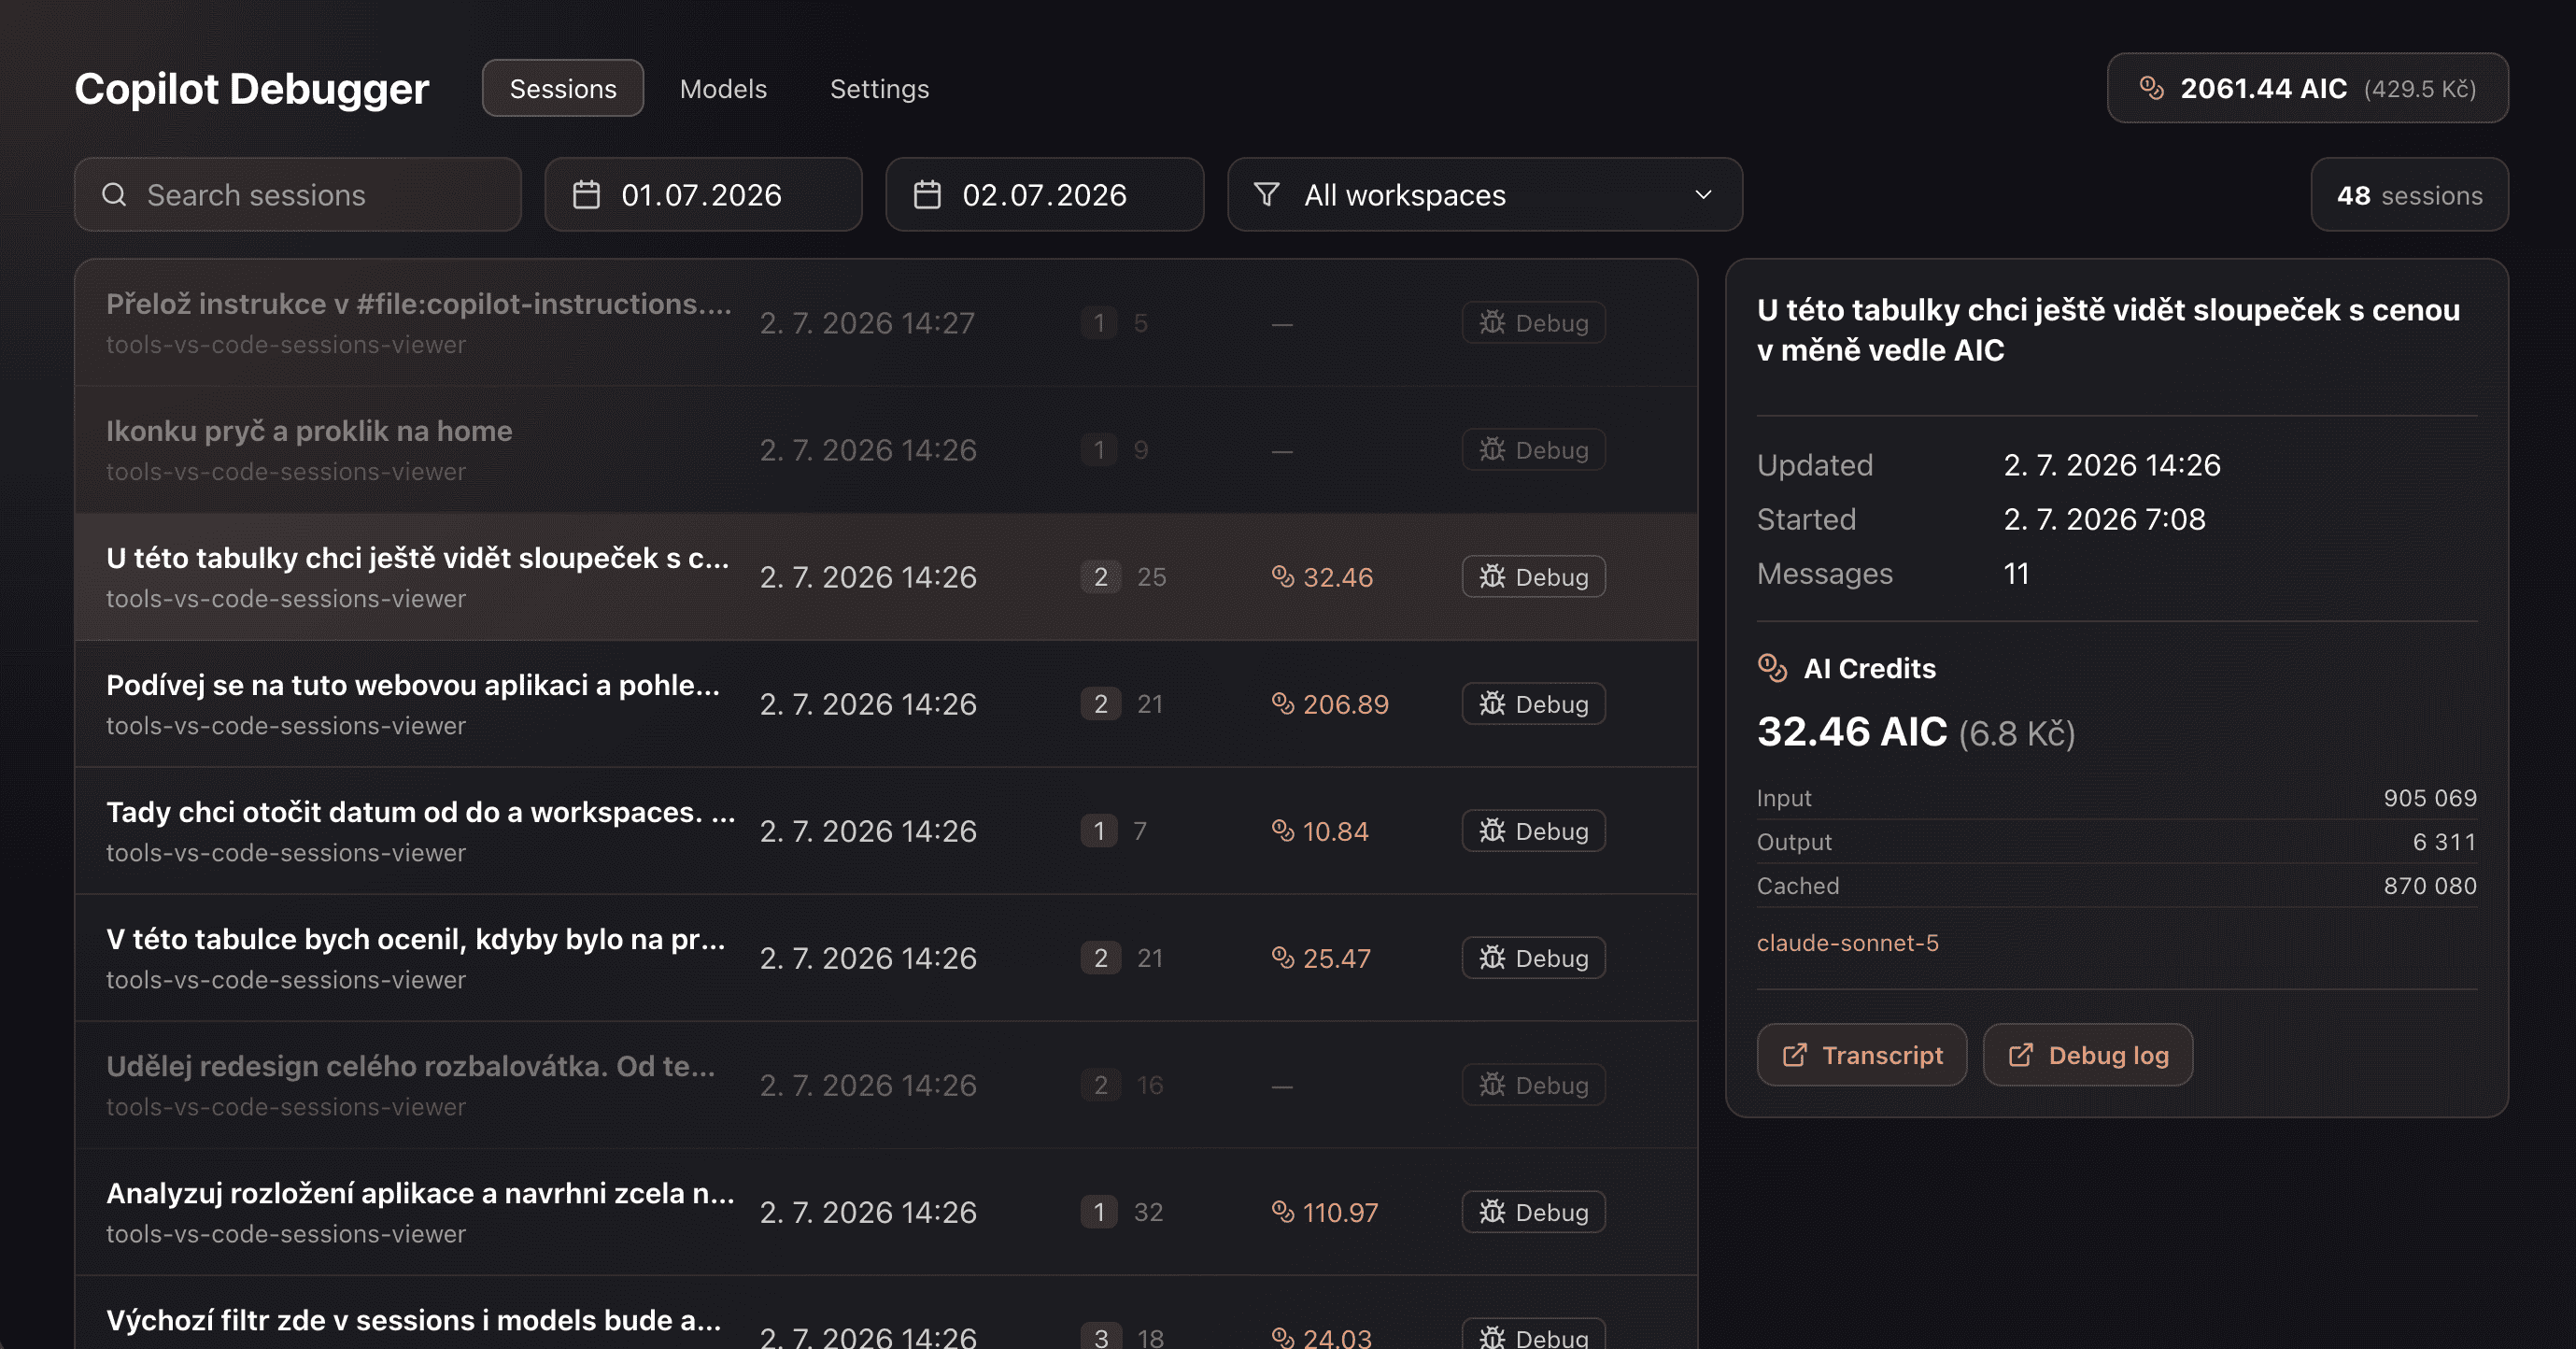 Copilot Debugger
Sessions
Models
Settings
2061.44 AIC (429.5 Kč)
Search sessions
01.07.2026
02.07.2026
All workspaces
48 sessions
Přelož instrukce v #file:copilot-instructions....
tools-vs-code-sessions-viewer
2. 7. 2026 14:27
1 5
—
Debug
Ikonku pryč a proklik na home
tools-vs-code-sessions-viewer
2. 7. 2026 14:26
1 9
—
Debug
U této tabulky chci ještě vidět sloupeček s c...
tools-vs-code-sessions-viewer
2. 7. 2026 14:26
2 25
32.46
Debug
Podívej se na tuto webovou aplikaci a pohle...
tools-vs-code-sessions-viewer
2. 7. 2026 14:26
2 21
206.89
Debug
Tady chci otočit datum od do a workspaces. ...
tools-vs-code-sessions-viewer
2. 7. 2026 14:26
1 7
10.84
Debug
V této tabulce bych ocenil, kdyby bylo na pr...
tools-vs-code-sessions-viewer
2. 7. 2026 14:26
2 21
25.47
Debug
Udělej redesign celého rozbalovátka. Od te...
tools-vs-code-sessions-viewer
2. 7. 2026 14:26
2 16
—
Debug
Analyzuj rozložení aplikace a navrhni zcela n...
tools-vs-code-sessions-viewer
2. 7. 2026 14:26
1 32
110.97
Debug
Výchozí filtr zde v sessions i models bude a...
2. 7. 2026 14:26
3 18
24.03
Debug
U této tabulky chci ještě vidět sloupeček s cenou
v měně vedle AIC
Updated 2. 7. 2026 14:26
Started 2. 7. 2026 7:08
Messages 11
AI Credits
32.46 AIC (6.8 Kč)
Input 905 069
Output 6 311
Cached 870 080
claude-sonnet-5
Transcript
Debug log